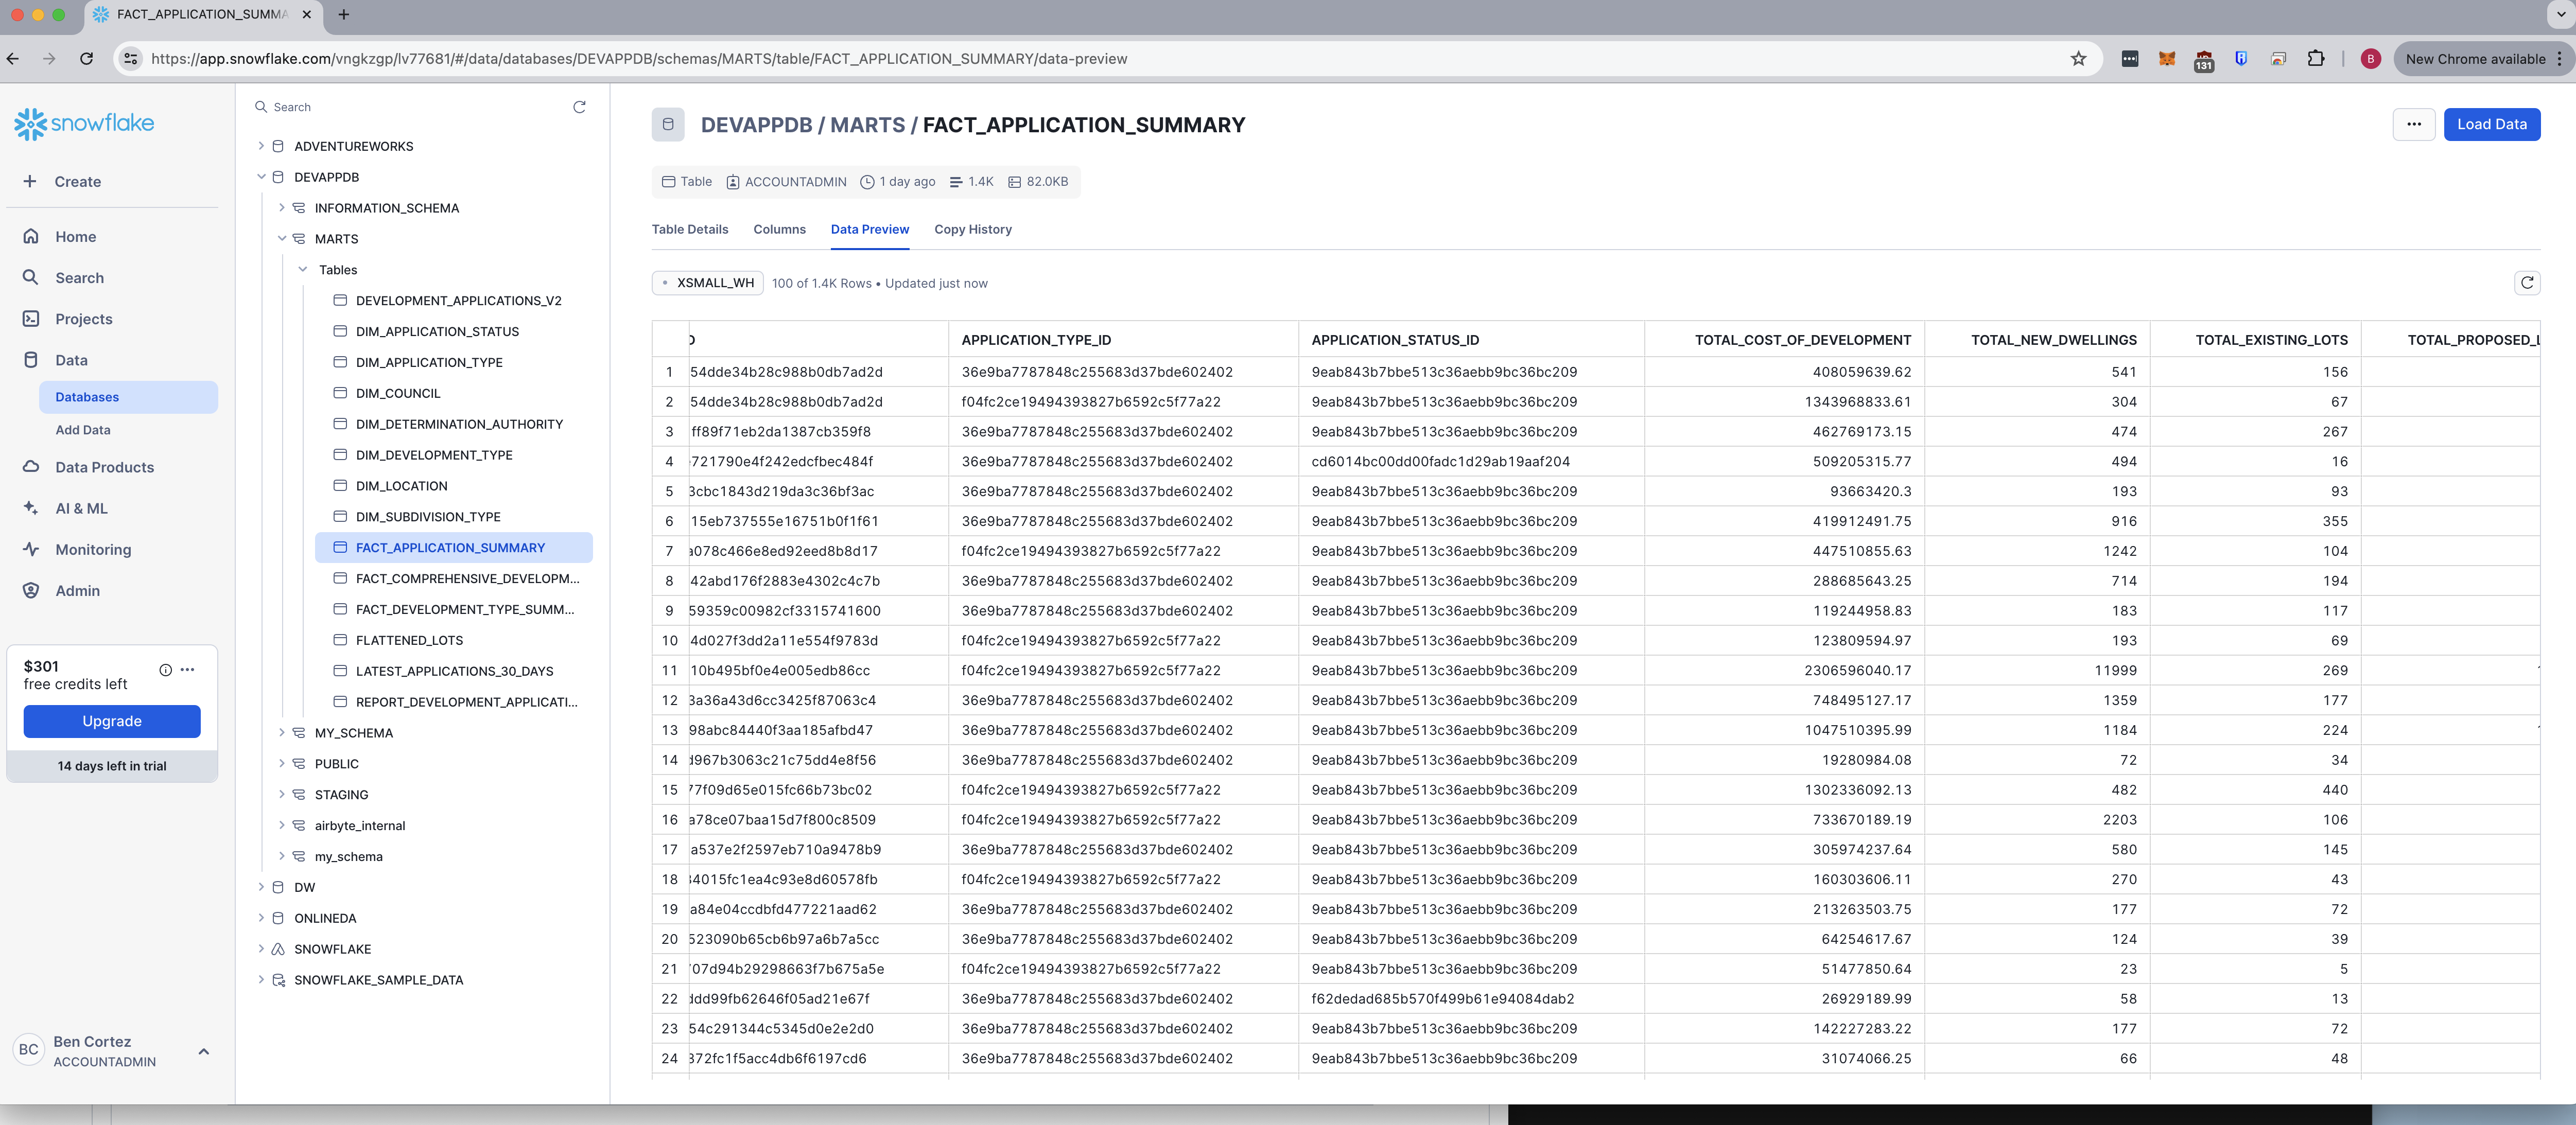 FACT_APPLICATION_SUMMA
https://app.snowflake.com/vngkzgp/lv77681/#/data/databases/DEVAPPDB/schemas/MARTS/table/FACT_APPLICATION_SUMMARY/data-preview
131
B
New Chrome available
snowflake
Create
Home
Search
Projects
Data
Databases
Add Data
Data Products
AI & ML
Monitoring
Admin
$301
free credits left
Upgrade
14 days left in trial
BC
Ben Cortez
ACCOUNTADMIN
Search
ADVENTUREWORKS
DEVAPPDB
INFORMATION_SCHEMA
MARTS
Tables
DEVELOPMENT_APPLICATIONS_V2
DIM_APPLICATION_STATUS
DIM_APPLICATION_TYPE
DIM_COUNCIL
DIM_DETERMINATION_AUTHORITY
DIM_DEVELOPMENT_TYPE
DIM_LOCATION
DIM_SUBDIVISION_TYPE
FACT_APPLICATION_SUMMARY
FACT_COMPREHENSIVE_DEVELOPM...
FACT_DEVELOPMENT_TYPE_SUMM...
FLATTENED_LOTS
LATEST_APPLICATIONS_30_DAYS
REPORT_DEVELOPMENT_APPLICATI...
MY_SCHEMA
PUBLIC
STAGING
airbyte_internal
my_schema
DW
ONLINEDA
SNOWFLAKE
SNOWFLAKE_SAMPLE_DATA
DEVAPPDB / MARTS / FACT_APPLICATION_SUMMARY
Load Data
Table ACCOUNTADMIN 1 day ago 1.4K 82.0KB
Table Details Columns Data Preview Copy History
XSMALL_WH 100 of 1.4K Rows • Updated just now
APPLICATION_TYPE_ID APPLICATION_STATUS_ID TOTAL_COST_OF_DEVELOPMENT TOTAL_NEW_DWELLINGS TOTAL_EXISTING_LOTS TOTAL_PROPOSED_L
1 54dde34b28c988b0db7ad2d 36e9ba7787848c255683d37bde602402 9eab843b7bbe513c36aebb9bc36bc209 408059639.62 541 156
2 54dde34b28c988b0db7ad2d f04fc2ce19494393827b6592c5f77a22 9eab843b7bbe513c36aebb9bc36bc209 1343968833.61 304 67
3 ff89f71eb2da1387cb359f8 36e9ba7787848c255683d37bde602402 9eab843b7bbe513c36aebb9bc36bc209 462769173.15 474 267
4 721790e4f242edcfbec484f 36e9ba7787848c255683d37bde602402 cd6014bc00dd00fadc1d29ab19aaf204 509205315.77 494 16
5 3cbc1843d219da3c36bf3ac 36e9ba7787848c255683d37bde602402 9eab843b7bbe513c36aebb9bc36bc209 93663420.3 193 93
6 15eb737555e16751b0f1f61 36e9ba7787848c255683d37bde602402 9eab843b7bbe513c36aebb9bc36bc209 419912491.75 916 355
7 a078c466e8ed92eed8b8d17 f04fc2ce19494393827b6592c5f77a22 9eab843b7bbe513c36aebb9bc36bc209 447510855.63 1242 104
8 42abd176f2883e4302c4c7b 36e9ba7787848c255683d37bde602402 9eab843b7bbe513c36aebb9bc36bc209 288685643.25 714 194
9 59359c00982cf3315741600 36e9ba7787848c255683d37bde602402 9eab843b7bbe513c36aebb9bc36bc209 119244958.83 183 117
10 4d027f3dd2a11e554f9783d f04fc2ce19494393827b6592c5f77a22 9eab843b7bbe513c36aebb9bc36bc209 123809594.97 193 69
11 10b495bf0e4e005edb86cc f04fc2ce19494393827b6592c5f77a22 9eab843b7bbe513c36aebb9bc36bc209 2306596040.17 11999 269
12 3a36a43d6cc3425f87063c4 36e9ba7787848c255683d37bde602402 9eab843b7bbe513c36aebb9bc36bc209 748495127.17 1359 177
13 98abc84440f3aa185afbd47 36e9ba7787848c255683d37bde602402 9eab843b7bbe513c36aebb9bc36bc209 1047510395.99 1184 224
14 d967b3063c21c75dd4e8f56 36e9ba7787848c255683d37bde602402 9eab843b7bbe513c36aebb9bc36bc209 19280984.08 72 34
15 77f09d65e015fc66b73bc02 f04fc2ce19494393827b6592c5f77a22 9eab843b7bbe513c36aebb9bc36bc209 1302336092.13 482 440
16 a78ce07baa15d7f800c8509 f04fc2ce19494393827b6592c5f77a22 9eab843b7bbe513c36aebb9bc36bc209 733670189.19 2203 106
17 a537e2f2597eb710a9478b9 36e9ba7787848c255683d37bde602402 9eab843b7bbe513c36aebb9bc36bc209 305974237.64 580 145
18 4015fc1ea4c93e8d60578fb f04fc2ce19494393827b6592c5f77a22 9eab843b7bbe513c36aebb9bc36bc209 160303606.11 270 43
19 a84e04ccdbfd477221aad62 36e9ba7787848c255683d37bde602402 9eab843b7bbe513c36aebb9bc36bc209 213263503.75 177 72
20 523090b65cb6b97a6b7a5cc 36e9ba7787848c255683d37bde602402 9eab843b7bbe513c36aebb9bc36bc209 64254617.67 124 39
21 07d94b29298663f7b675a5e f04fc2ce19494393827b6592c5f77a22 9eab843b7bbe513c36aebb9bc36bc209 51477850.64 23 5
22 ddd99fb62646f05ad21e67f 36e9ba7787848c255683d37bde602402 f62dedad685b570f499b61e94084dab2 26929189.99 58 13
23 54c291344c5345d0e2e2d0 36e9ba7787848c255683d37bde602402 9eab843b7bbe513c36aebb9bc36bc209 142227283.22 177 72
24 372fc1f5acc4db6f6197cd6 36e9ba7787848c255683d37bde602402 9eab843b7bbe513c36aebb9bc36bc209 31074066.25 66 48